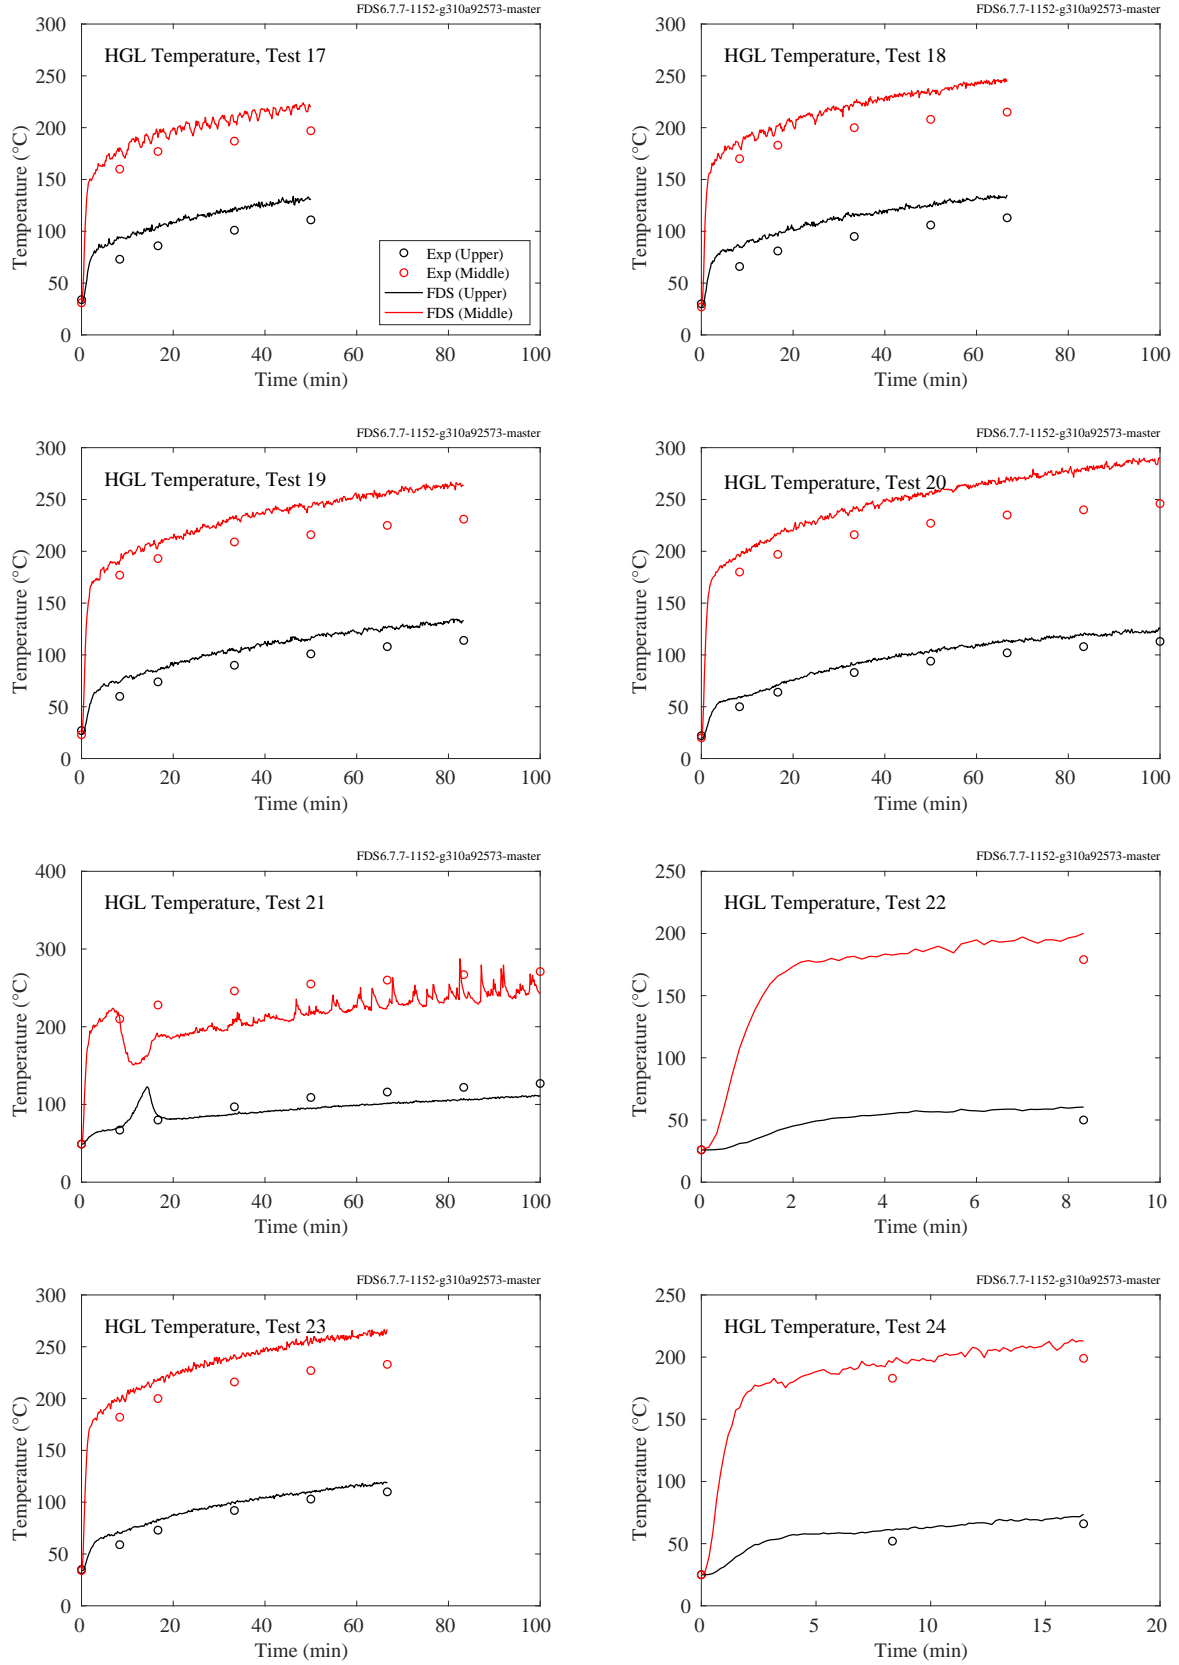 FDS6.7.7-1152-g310a92573-master
HGL Temperature, Test 17
Temperature (°C)
300
250
200
150
100
50
0
Exp (Upper)
Exp (Middle)
FDS (Upper)
FDS (Middle)
0 20 40 60 80 100
Time (min)
FDS6.7.7-1152-g310a92573-master
HGL Temperature, Test 18
Temperature (°C)
300
250
200
150
100
50
0
0 20 40 60 80 100
Time (min)
FDS6.7.7-1152-g310a92573-master
HGL Temperature, Test 19
Temperature (°C)
300
250
200
150
100
50
0
0 20 40 60 80 100
Time (min)
FDS6.7.7-1152-g310a92573-master
HGL Temperature, Test 20
Temperature (°C)
300
250
200
150
100
50
0
0 20 40 60 80 100
Time (min)
FDS6.7.7-1152-g310a92573-master
HGL Temperature, Test 21
Temperature (°C)
400
300
200
100
0
0 20 40 60 80 100
Time (min)
FDS6.7.7-1152-g310a92573-master
HGL Temperature, Test 22
Temperature (°C)
250
200
150
100
50
0
0 2 4 6 8 10
Time (min)
FDS6.7.7-1152-g310a92573-master
HGL Temperature, Test 23
Temperature (°C)
300
250
200
150
100
50
0
0 20 40 60 80 100
Time (min)
FDS6.7.7-1152-g310a92573-master
HGL Temperature, Test 24
Temperature (°C)
250
200
150
100
50
0
0 5 10 15 20
Time (min)